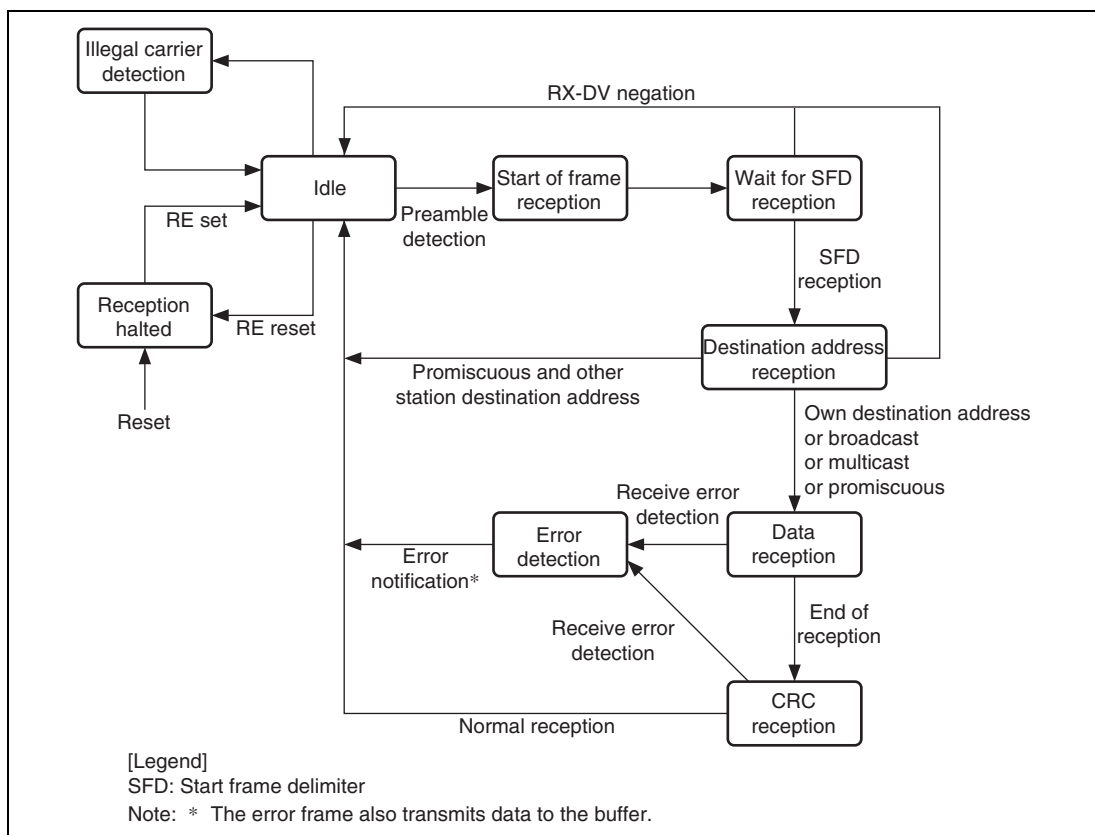 Illegal carrier
detection
RX-DV negation
Idle
Start of frame
reception
Wait for SFD
reception
Preamble
detection
RE set
SFD
reception
Reception
halted
RE reset
Destination address
reception
Promiscuous and other
station destination address
Reset
Own destination address
or broadcast
or multicast
or promiscuous
Receive error
detection
Error
detection
Data
reception
Error
notification*
End of
reception
Receive error
detection
CRC
reception
Normal reception
[Legend]
SFD: Start frame delimiter
Note: * The error frame also transmits data to the buffer.